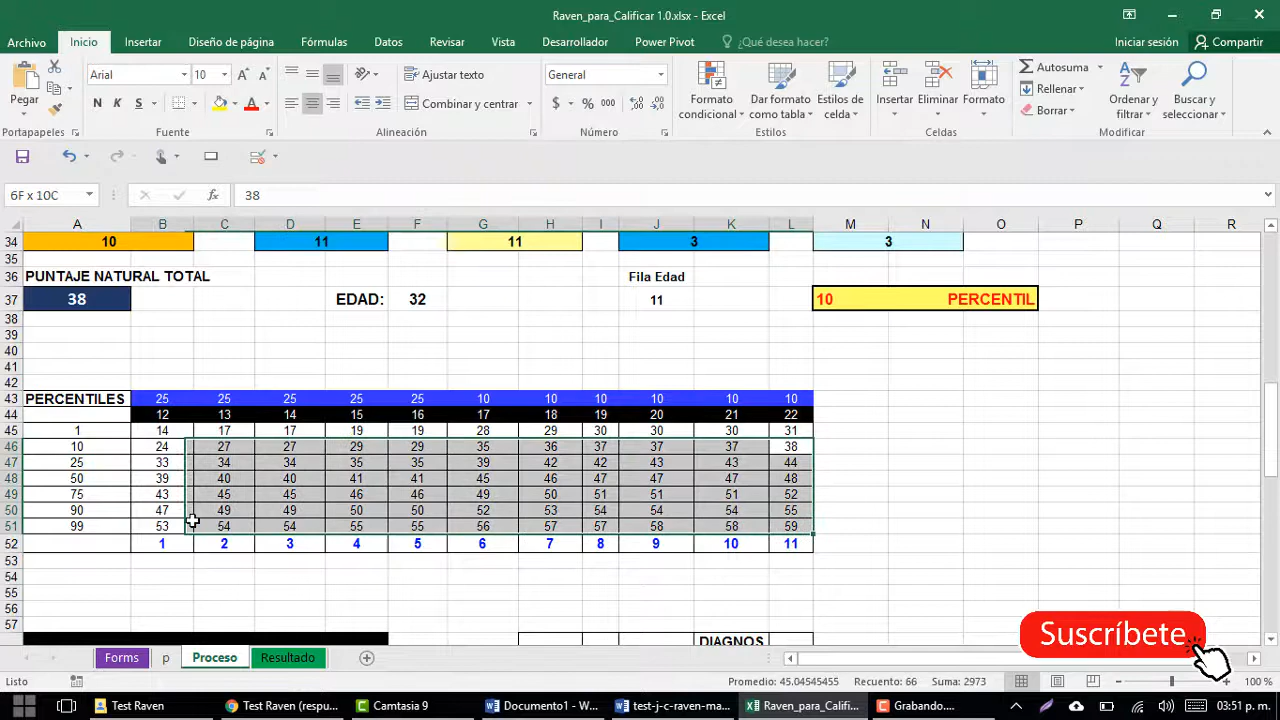 Raven_para_Calificar 1.0.xlsx - Excel
Archivo Inicio Insertar Diseño de página Fórmulas Datos Revisar Vista Desarrollador Power Pivot ¿Qué desea hacer? Iniciar sesión Compartir
Pegar
Arial 10
N K S
Ajustar texto
Combinar y centrar
General
$ % 000
Formato condicional
Dar formato como tabla
Estilos de celda
Insertar Eliminar Formato
Autosuma
Rellenar
Borrar
Ordenar y filtrar
Buscar y seleccionar
Portapapeles Fuente Alineación Número Estilos Celdas Modificar
6F x 10C fx 38
A B C D E F G H I J K L M N O P Q R
34 10 11 11 3 3
35
36 PUNTAJE NATURAL TOTAL Fila Edad
37 38 EDAD: 32 11 10 PERCENTIL
38
39
40
41
42
43 PERCENTILES 25 25 25 25 25 10 10 10 10 10 10
44 12 13 14 15 16 17 18 19 20 21 22
45 1 14 17 17 19 19 28 29 30 30 30 31
46 10 24 27 27 29 29 35 36 37 37 37 38
47 25 33 34 34 35 35 39 42 42 43 43 44
48 50 39 40 40 41 41 45 46 47 47 47 48
49 75 43 45 45 46 46 49 50 51 51 51 52
50 90 47 49 49 50 50 52 53 54 54 54 55
51 99 53 54 54 55 55 56 57 57 58 58 59
52 1 2 3 4 5 6 7 8 9 10 11
53
54
55
56
57
DIAGNOS
Suscríbete
Forms p Proceso Resultado
Listo Promedio: 45.04545455 Recuento: 66 Suma: 2973 100 %
Test Raven Test Raven (respu... Camtasia 9 Documento1 - W... test-j-c-raven-ma... Raven_para_Califi... Grabando.... 03:51 p. m.